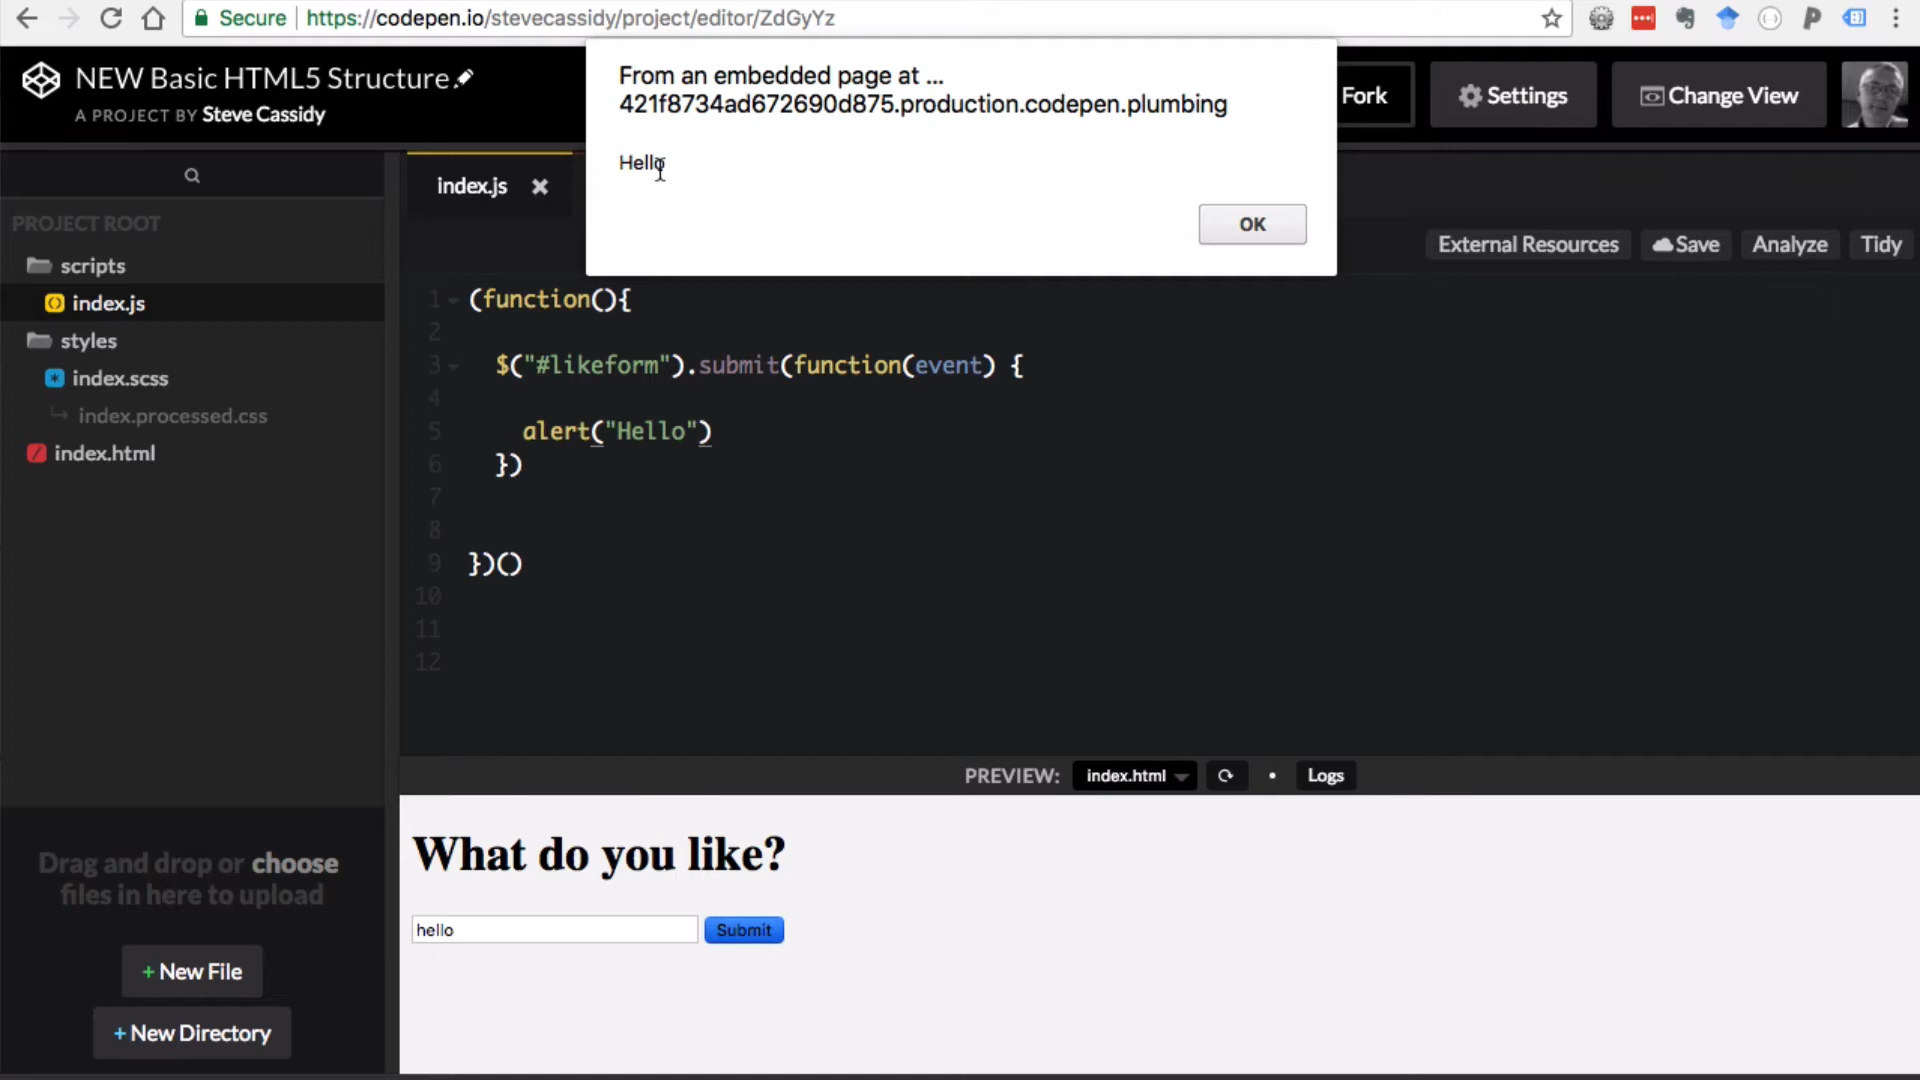 Secure https://codepen.io/stevecassidy/project/editor/ZdGyYz
NEW Basic HTML5 Structure
A PROJECT BY Steve Cassidy
From an embedded page at ...
421f8734ad672690d875.production.codepen.plumbing
Hello
OK
Fork
Settings
Change View
index.js
External Resources
Save
Analyze
Tidy
PROJECT ROOT
scripts
index.js
styles
index.scss
index.processed.css
index.html
1 (function(){
2
3 $("#likeform").submit(function(event) {
4
5 alert("Hello")
6 })
7
8
9 })()
10
11
12
PREVIEW: index.html Logs
What do you like?
hello Submit
Drag and drop or choose
files in here to upload
+ New File
+ New Directory